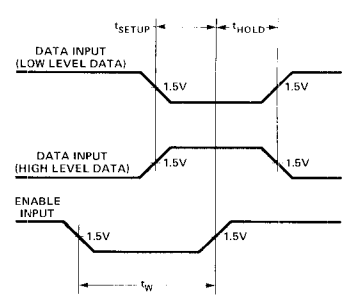 tSETUP
tHOLD
DATA INPUT
(LOW LEVEL DATA)
1.5V
1.5V
DATA INPUT
(HIGH LEVEL DATA)
1.5V
1.5V
ENABLE
INPUT
1.5V
1.5V
tW